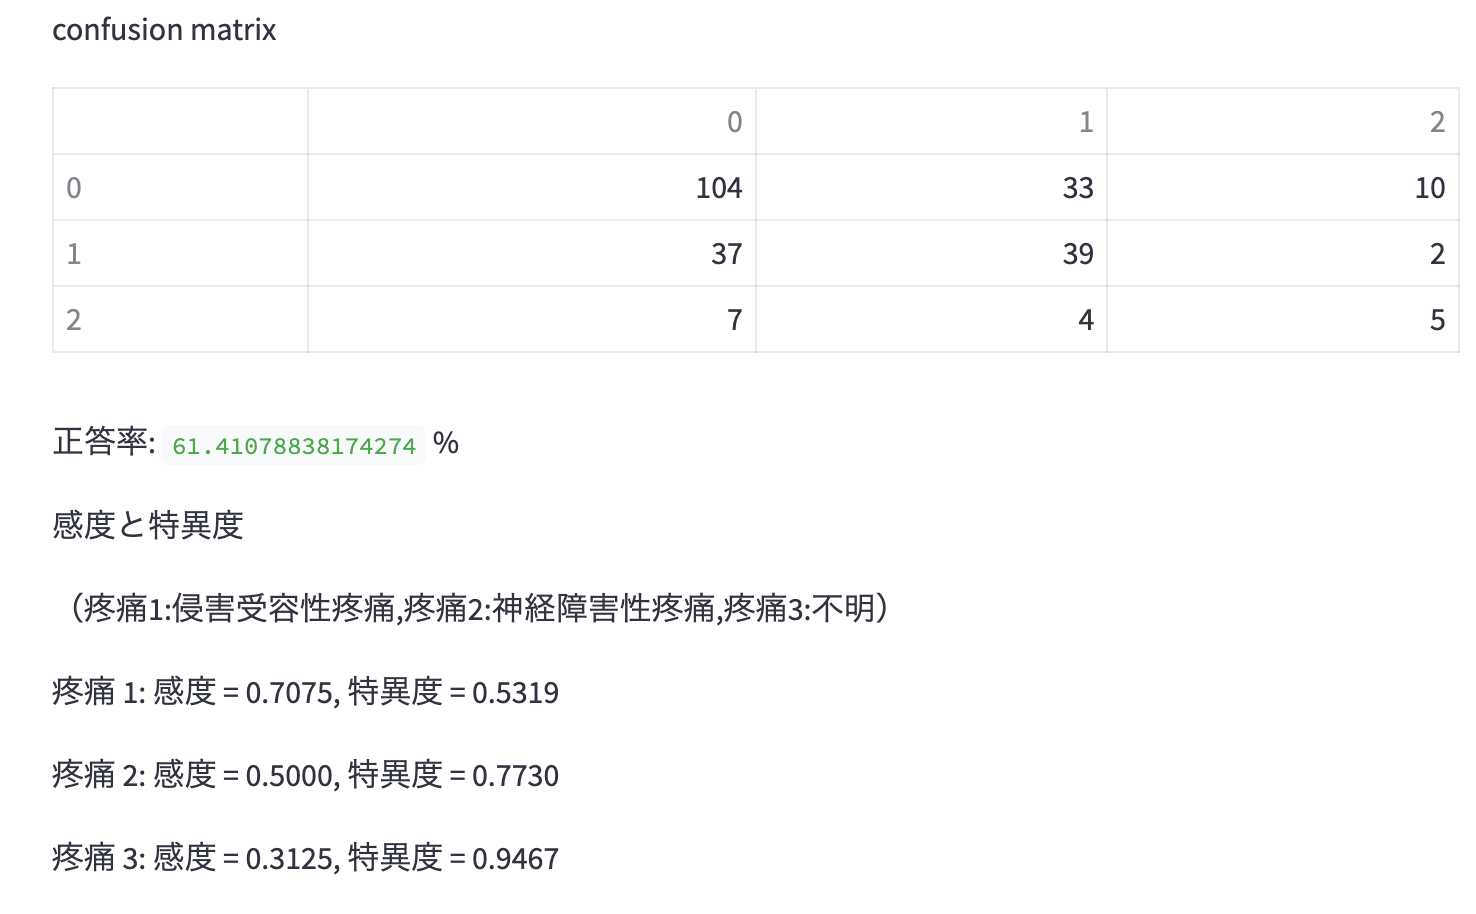 confusion matrix
0 1 2
0 104 33 10
1 37 39 2
2 7 4 5
正答率: 61.41078838174274 %
感度と特異度
（疼痛1:侵害受容性疼痛,疼痛2:神経障害性疼痛,疼痛3:不明）
疼痛 1: 感度 = 0.7075, 特異度 = 0.5319
疼痛 2: 感度 = 0.5000, 特異度 = 0.7730
疼痛 3: 感度 = 0.3125, 特異度 = 0.9467